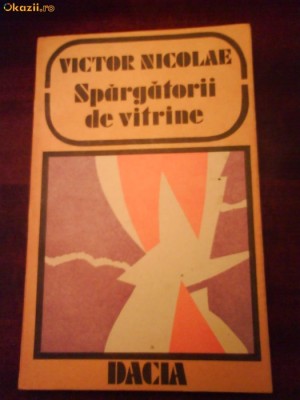 Okazii.ro
VICTOR NICOLAE
Spărgătorii
de vitrine
DACIA